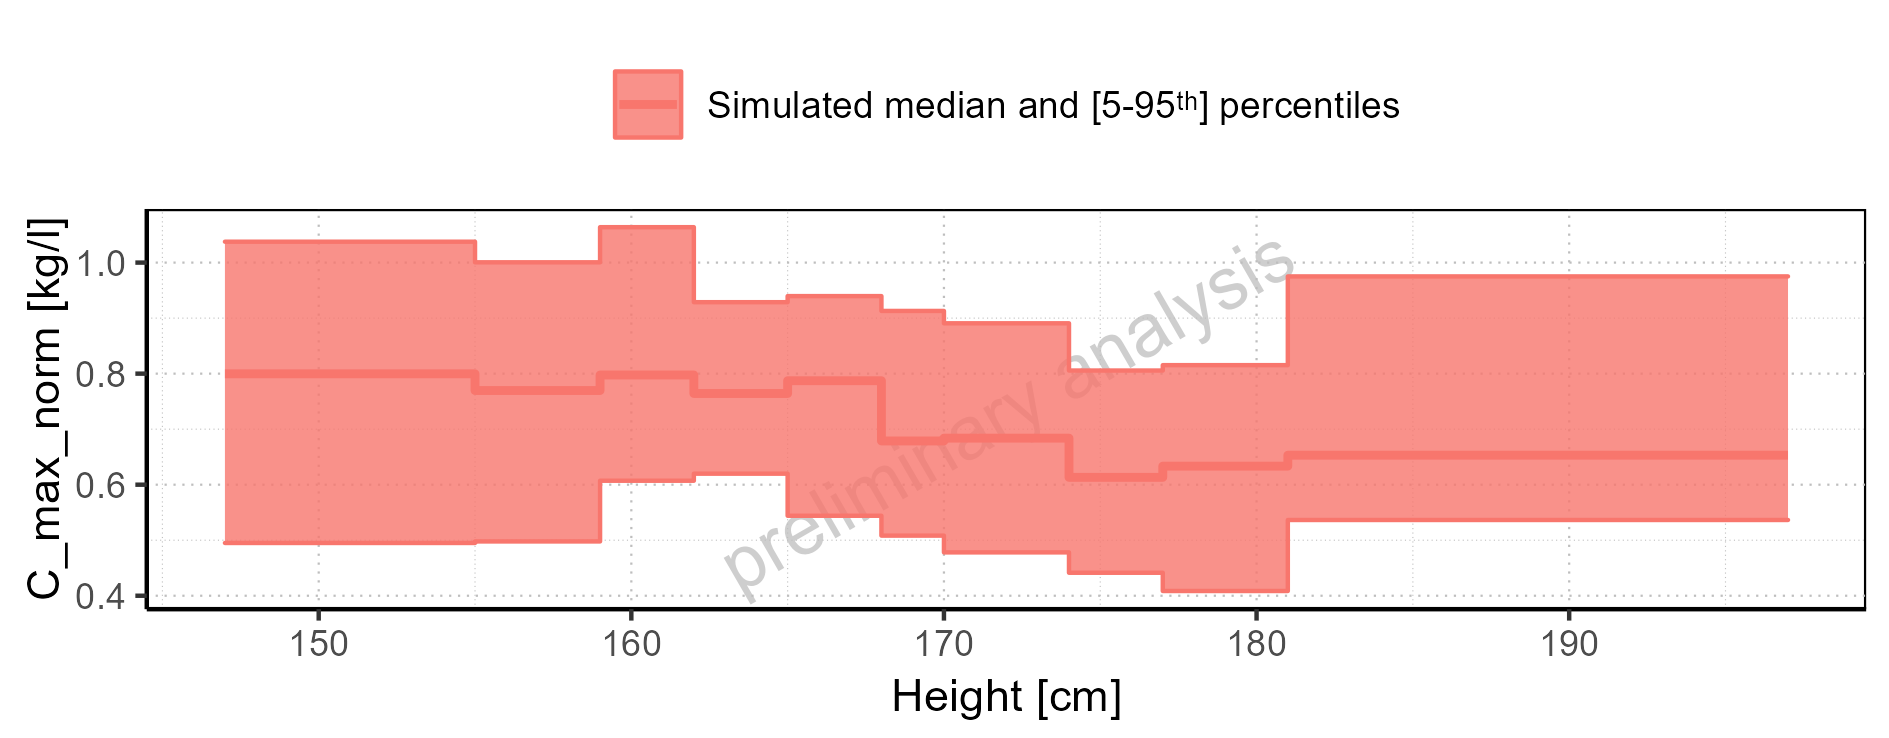 Simulated median and [5-95th] percentiles
C_max_norm [kg/l]
1.0
0.8
0.6
0.4
preliminary analysis
150 160 170 180 190
Height [cm]